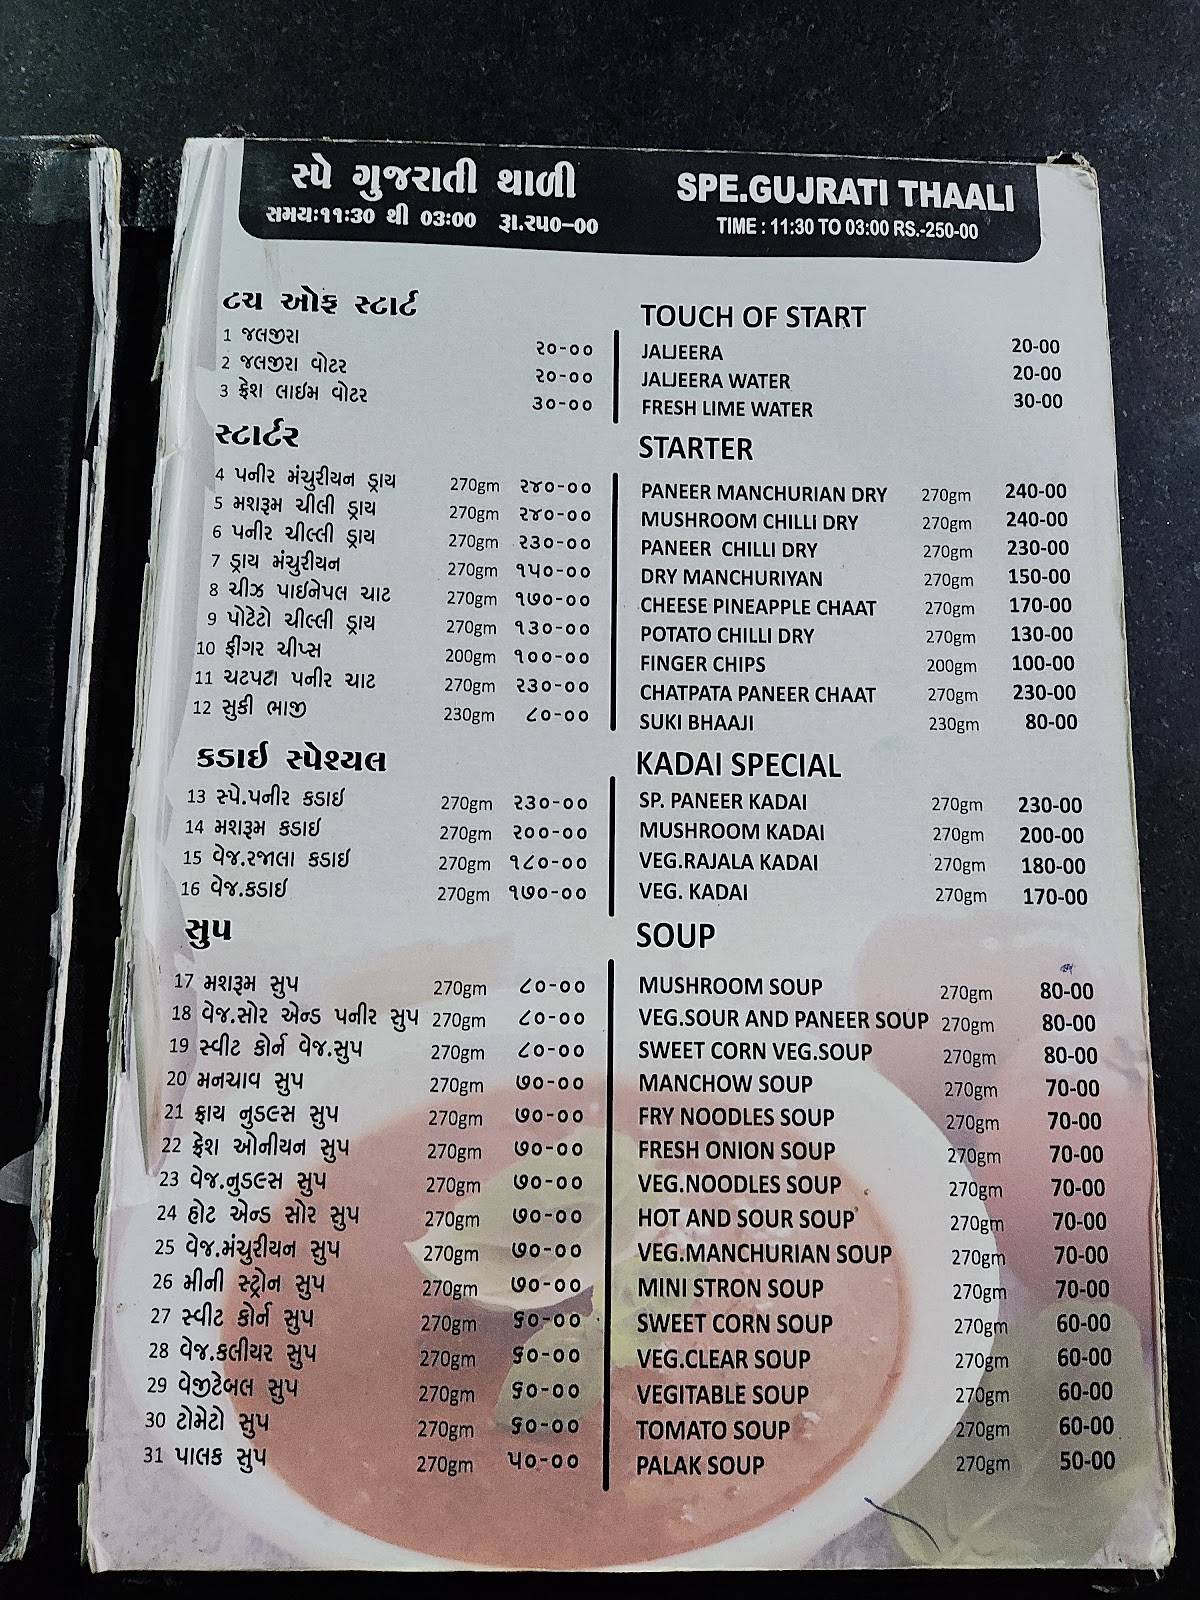 સ્પે ગુજરાતી થાળી
સમય:૧૧:30 થી 03:00 રૂા.૨૫૦-00
SPE.GUJRATI THAALI
TIME : 11:30 TO 03:00 RS.-250-00
ટચ ઓફ સ્ટાર્ટ
1 જલજીરા ૨૦-૦૦
2 જલજીરા વોટર ૨૦-૦૦
3 ફ્રેશ લાઈમ વોટર ૩૦-૦૦
સ્ટાર્ટર
4 પનીર મંચુરીયન ડ્રાય 270gm ૨૪૦-૦૦
5 મશરૂમ ચીલી ડ્રાય 270gm ૨૪૦-૦૦
6 પનીર ચીલ્લી ડ્રાય 270gm ૨૩૦-૦૦
7 ડ્રાય મંચુરીયન 270gm ૧૫૦-૦૦
8 ચીઝ પાઈનેપલ ચાટ 270gm ૧૭૦-૦૦
9 પોટેટો ચીલ્લી ડ્રાય 270gm ૧૩૦-૦૦
10 ફીંગર ચીપ્સ 200gm ૧૦૦-૦૦
11 ચટપટા પનીર ચાટ 270gm ૨૩૦-૦૦
12 સુકી ભાજી 230gm ૮૦-૦૦
કડાઈ સ્પેશ્યલ
13 સ્પે.પનીર કડાઈ 270gm ૨૩૦-૦૦
14 મશરૂમ કડાઈ 270gm ૨૦૦-૦૦
15 વેજ.રજાલા કડાઈ 270gm ૧૮૦-૦૦
16 વેજ.કડાઈ 270gm ૧૭૦-૦૦
સુપ
17 મશરૂમ સુપ 270gm ૮૦-૦૦
18 વેજ.સોર એન્ડ પનીર સુપ 270gm ૮૦-૦૦
19 સ્વીટ કોર્ન વેજ.સુપ 270gm ૮૦-૦૦
20 મનચાવ સુપ 270gm ૭૦-૦૦
21 ફ્રાય નુડલ્સ સુપ 270gm ૭૦-૦૦
22 ફ્રેશ ઓનીયન સુપ 270gm ૭૦-૦૦
23 વેજ.નુડલ્સ સુપ 270gm ૭૦-૦૦
24 હોટ એન્ડ સોર સુપ 270gm ૭૦-૦૦
25 વેજ.મંચુરીયન સુપ 270gm ૭૦-૦૦
26 મીની સ્ટ્રોન સુપ 270gm ૭૦-૦૦
27 સ્વીટ કોર્ન સુપ 270gm ૬૦-૦૦
28 વેજ.કલીયર સુપ 270gm ૬૦-૦૦
29 વેજીટેબલ સુપ 270gm ૬૦-૦૦
30 ટોમેટો સુપ 270gm ૬૦-૦૦
31 પાલક સુપ 270gm ૫૦-૦૦
TOUCH OF START
JALJEERA 20-00
JALJEERA WATER 20-00
FRESH LIME WATER 30-00
STARTER
PANEER MANCHURIAN DRY 270gm 240-00
MUSHROOM CHILLI DRY 270gm 240-00
PANEER CHILLI DRY 270gm 230-00
DRY MANCHURIYAN 270gm 150-00
CHEESE PINEAPPLE CHAAT 270gm 170-00
POTATO CHILLI DRY 270gm 130-00
FINGER CHIPS 200gm 100-00
CHATPATA PANEER CHAAT 270gm 230-00
SUKI BHAAJI 230gm 80-00
KADAI SPECIAL
SP. PANEER KADAI 270gm 230-00
MUSHROOM KADAI 270gm 200-00
VEG.RAJALA KADAI 270gm 180-00
VEG. KADAI 270gm 170-00
SOUP
MUSHROOM SOUP 270gm 80-00
VEG.SOUR AND PANEER SOUP 270gm 80-00
SWEET CORN VEG.SOUP 270gm 80-00
MANCHOW SOUP 270gm 70-00
FRY NOODLES SOUP 270gm 70-00
FRESH ONION SOUP 270gm 70-00
VEG.NOODLES SOUP 270gm 70-00
HOT AND SOUR SOUP 270gm 70-00
VEG.MANCHURIAN SOUP 270gm 70-00
MINI STRON SOUP 270gm 70-00
SWEET CORN SOUP 270gm 60-00
VEG.CLEAR SOUP 270gm 60-00
VEGITABLE SOUP 270gm 60-00
TOMATO SOUP 270gm 60-00
PALAK SOUP 270gm 50-00